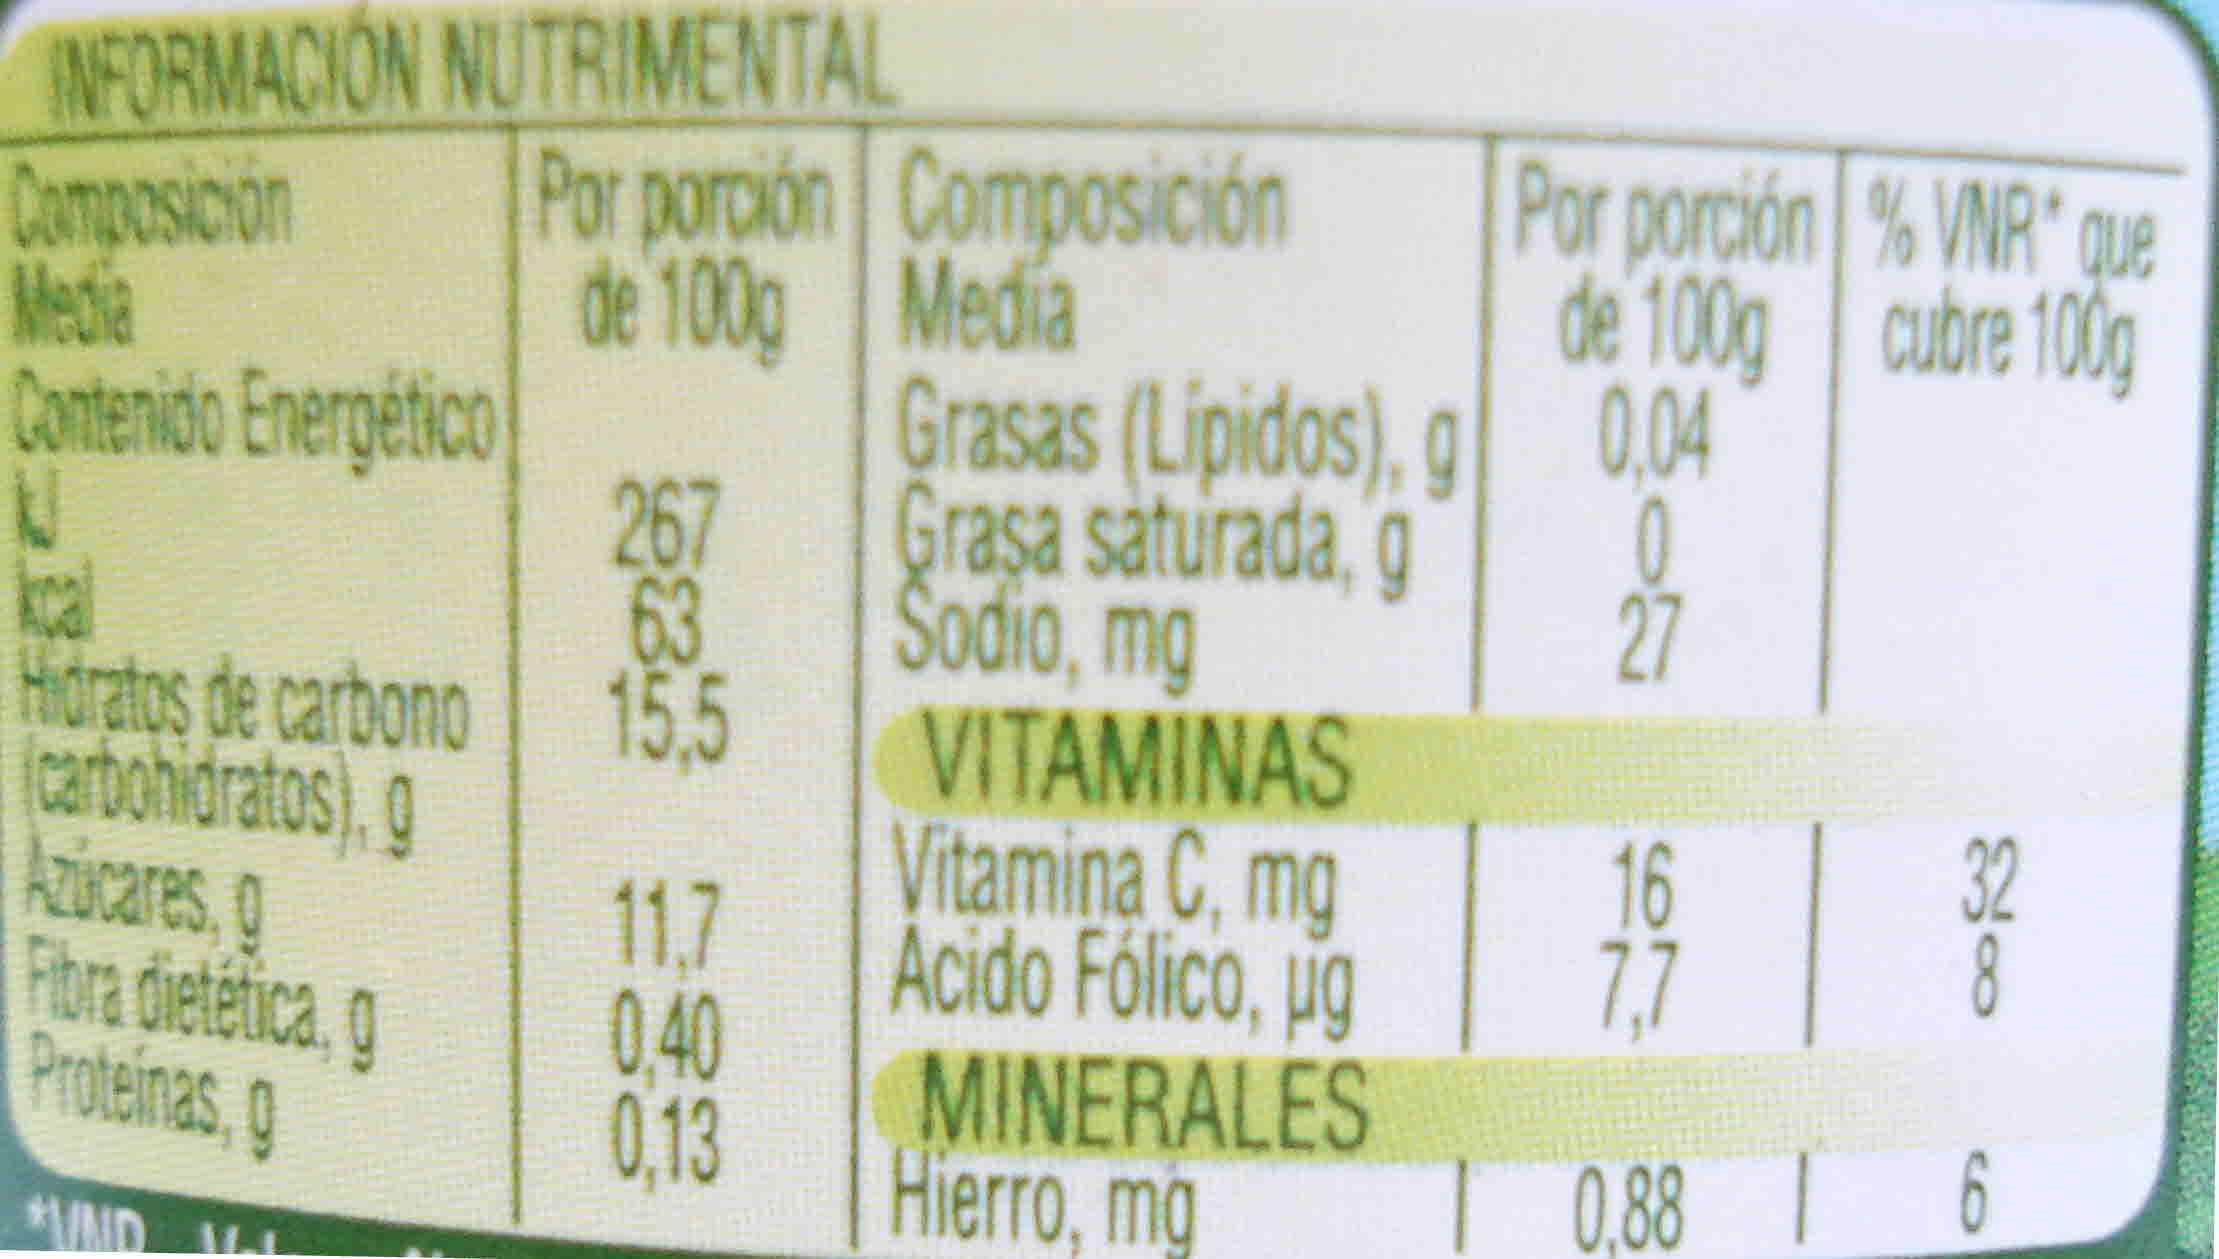 INFORMACIÓN NUTRIMENTAL
Composición
Media
Por porción
de 100g
Contenido Energético
kJ 267
kcal 63
Hidratos de carbono 15,5
(carbohidratos), g
Azúcares, g 11,7
Fibra dietética, g 0,40
Proteínas, g 0,13
Composición
Media
Por porción
de 100g
% VNR* que
cubre 100g
Grasas (Lípidos), g 0,04
Grasa saturada, g 0
Sodio, mg 27
VITAMINAS
Vitamina C, mg 16 32
Acido Fólico, µg 7,7 8
MINERALES
Hierro, mg 0,88 6
*VNR